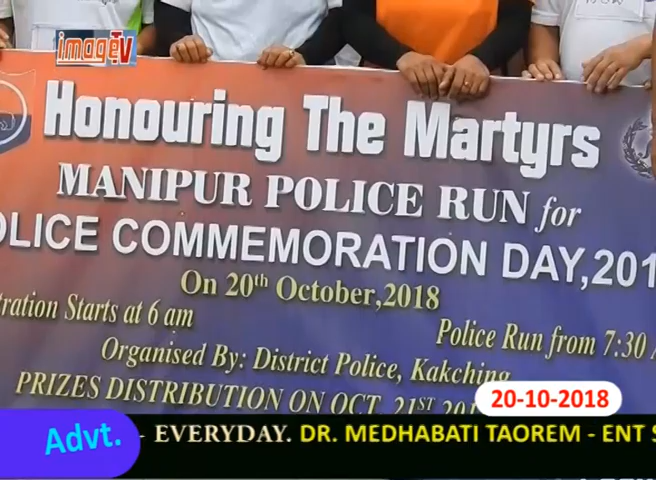 imageTV
Honouring The Martyrs
MANIPUR POLICE RUN for
OLICE COMMEMORATION DAY,201
On 20th October,2018
tration Starts at 6 am
Police Run from 7:30
Organised By: District Police, Kakching
PRIZES DISTRIBUTION ON OCT. 21ST 201
20-10-2018
Advt.
- EVERYDAY. DR. MEDHABATI TAOREM - ENT S